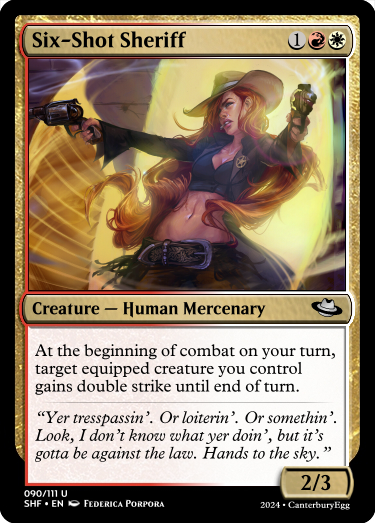 Six-Shot Sheriff 1
Creature — Human Mercenary
At the beginning of combat on your turn,
target equipped creature you control
gains double strike until end of turn.
“Yer tresspassin’. Or loiterin’. Or somethin’.
Look, I don’t know what yer doin’, but it’s
gotta be against the law. Hands to the sky.”
2/3
090/111 U
SHF • EN Federica Porpora
2024 • CanterburyEgg